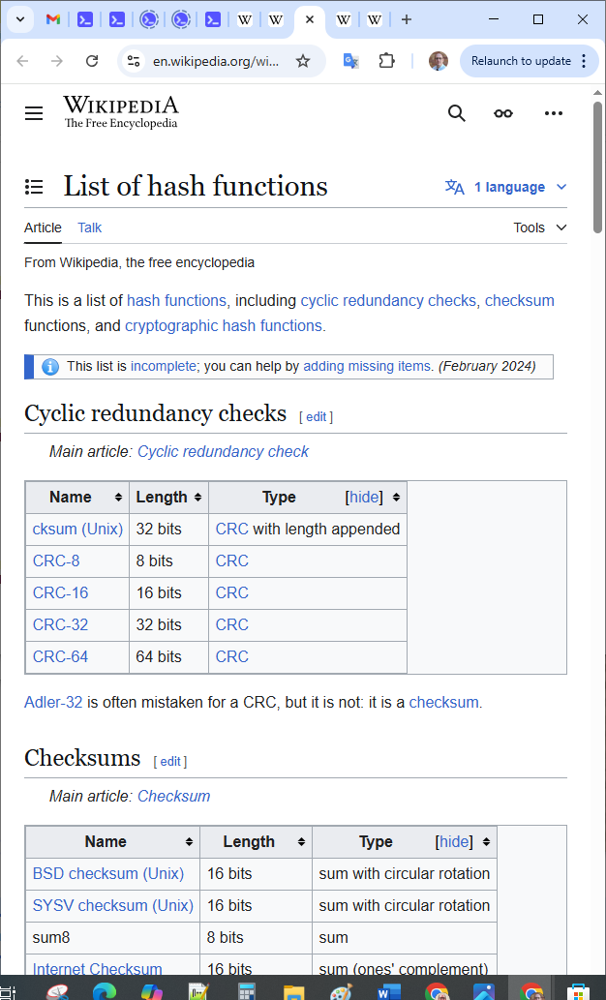 W W W W
en.wikipedia.org/wi...
Relaunch to update
WIKIPEDIA
The Free Encyclopedia
List of hash functions
1 language
Article Talk Tools
From Wikipedia, the free encyclopedia
This is a list of hash functions, including cyclic redundancy checks, checksum
functions, and cryptographic hash functions.
This list is incomplete; you can help by adding missing items. (February 2024)
Cyclic redundancy checks [ edit ]
Main article: Cyclic redundancy check
Name Length Type [hide]
cksum (Unix) 32 bits CRC with length appended
CRC-8 8 bits CRC
CRC-16 16 bits CRC
CRC-32 32 bits CRC
CRC-64 64 bits CRC
Adler-32 is often mistaken for a CRC, but it is not: it is a checksum.
Checksums [ edit ]
Main article: Checksum
Name Length Type [hide]
BSD checksum (Unix) 16 bits sum with circular rotation
SYSV checksum (Unix) 16 bits sum with circular rotation
sum8 8 bits sum
Internet Checksum 16 bits sum (ones' complement)